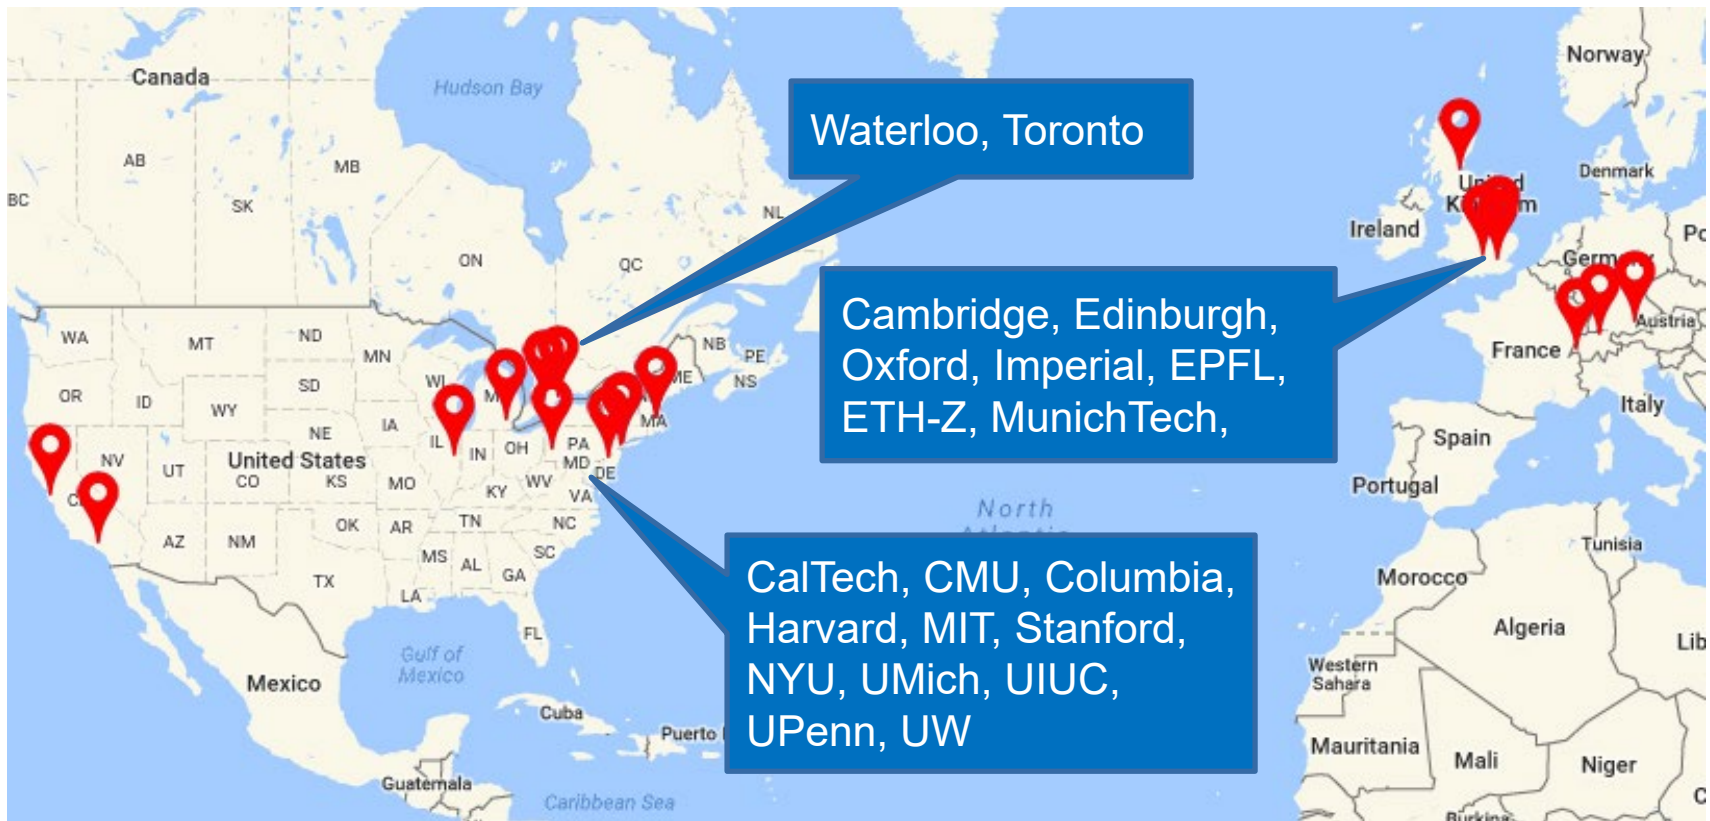 Canada
Hudson Bay
Norway
Waterloo, Toronto
AB
MB
BC
SK
NL
Denmark
Ireland
ON
QC
Germ
Cambridge, Edinburgh,
Oxford, Imperial, EPFL,
ETH-Z, MunichTech,
WA
MT
ND
MN
NB
PE
NS
ME
Austria
France
OR
ID
WY
SD
WI
NE
IA
IL
IN
OH
PA
MA
MD
DE
Italy
Spain
Portugal
NV
UT
United States
CO
KS
MO
KY
WV
VA
North
AZ
NM
OK
AR
TN
NC
SC
MS
AL
GA
TX
LA
FL
Tunisia
Morocco
Algeria
Lib
Western
Sahara
CalTech, CMU, Columbia,
Harvard, MIT, Stanford,
NYU, UMich, UIUC,
UPenn, UW
Gulf of
Mexico
Mexico
Cuba
Puerto
Mauritania
Mali
Niger
Guatemala
Caribbean Sea